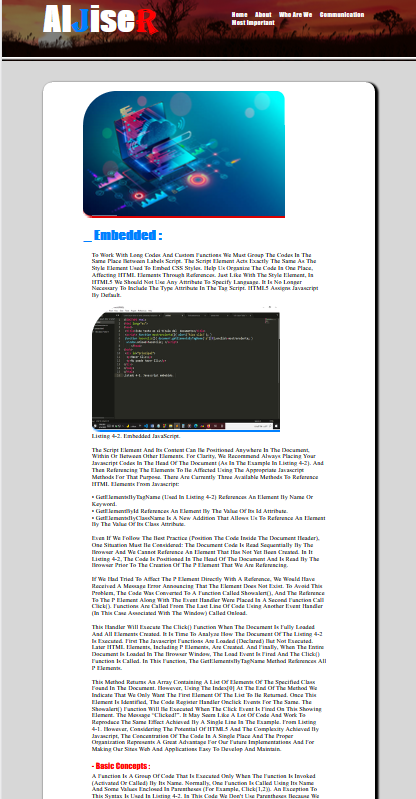 AlJiseR
Home About Who Are We Communication
Most Important
_ Embedded :
To Work With Long Codes And Custom Functions We Must Group The Codes In The
Same Place Between Labels Script. The Script Element Acts Exactly The Same As The
Style Element Used To Embed CSS Styles. Help Us Organize The Code In One Place,
Affecting HTML Elements Through References. Just Like With The Style Element, In
HTML5 We Should Not Use Any Attribute To Specify Language. It Is No Longer
Necessary To Include The Type Attribute In The Tag Script. HTML5 Assigns Javascript
By Default.
Listing 4-2. Embedded JavaScript.
The Script Element And Its Content Can Be Positioned Anywhere In The Document,
Within Or Between Other Elements. For Clarity, We Recommend Always Placing Your
Javascript Codes In The Head Of The Document (As In The Example In Listing 4-2). And
Then Referencing The Elements To Be Affected Using The Appropriate Javascript
Methods For That Purpose. There Are Currently Three Available Methods To Reference
HTML Elements From Javascript:
• GetElementsByTagName (Used In Listing 4-2) References An Element By Name Or
Keyword.
• GetElementById References An Element By The Value Of Its Id Attribute.
• GetElementsByClassName Is A New Addition That Allows Us To Reference An Element
By The Value Of Its Class Attribute.
Even If We Follow The Best Practice (Position The Code Inside The Document Header),
One Situation Must Be Considered: The Document Code Is Read Sequentially By The
Browser And We Cannot Reference An Element That Has Not Yet Been Created. In It
Listing 4-2, The Code Is Positioned In The Head Of The Document And Is Read By The
Browser Prior To The Creation Of The P Element That We Are Referencing.
If We Had Tried To Affect The P Element Directly With A Reference, We Would Have
Received A Message Error Announcing That The Element Does Not Exist. To Avoid This
Problem, The Code Was Converted To A Function Called Showalert(), And The Reference
To The P Element Along With The Event Handler Were Placed In A Second Function Call
Click(). Functions Are Called From The Last Line Of Code Using Another Event Handler
(In This Case Associated With The Window) Called Onload.
This Handler Will Execute The Click() Function When The Document Is Fully Loaded
And All Elements Created. It Is Time To Analyze How The Document Of The Listing 4-2
Is Executed. First The Javascript Functions Are Loaded (Declared) But Not Executed.
Later HTML Elements, Including P Elements, Are Created. And Finally, When The Entire
Document Is Loaded In The Browser Window, The Load Event Is Fired And The Click()
Function Is Called. In This Function, The GetElementsByTagName Method References All
P Elements.
This Method Returns An Array Containing A List Of Elements Of The Specified Class
Found In The Document. However, Using The Index[0] At The End Of The Method We
Indicate That We Only Want The First Element Of The List To Be Returned. Once This
Element Is Identified, The Code Register Handler Onclick Events For The Same. The
Showalert() Function Will Be Executed When The Click Event Is Fired On This Showing
Element. The Message "Clicked!". It May Seem Like A Lot Of Code And Work To
Reproduce The Same Effect Achieved By A Single Line In The Example. From Listing
4-1. However, Considering The Potential Of HTML5 And The Complexity Achieved By
Javascript, The Concentration Of The Code In A Single Place And The Proper
Organization Represents A Great Advantage For Our Future Implementations And For
Making Our Sites Web And Applications Easy To Develop And Maintain.
- Basic Concepts :
A Function Is A Group Of Code That Is Executed Only When The Function Is Invoked
(Activated Or Called) By Its Name. Normally, One Function Is Called Using Its Name
And Some Values Enclosed In Parentheses (For Example, Click(1,2)). An Exception To
This Syntax Is Used In Listing 4-2. In This Code We Don't Use Parentheses Because We